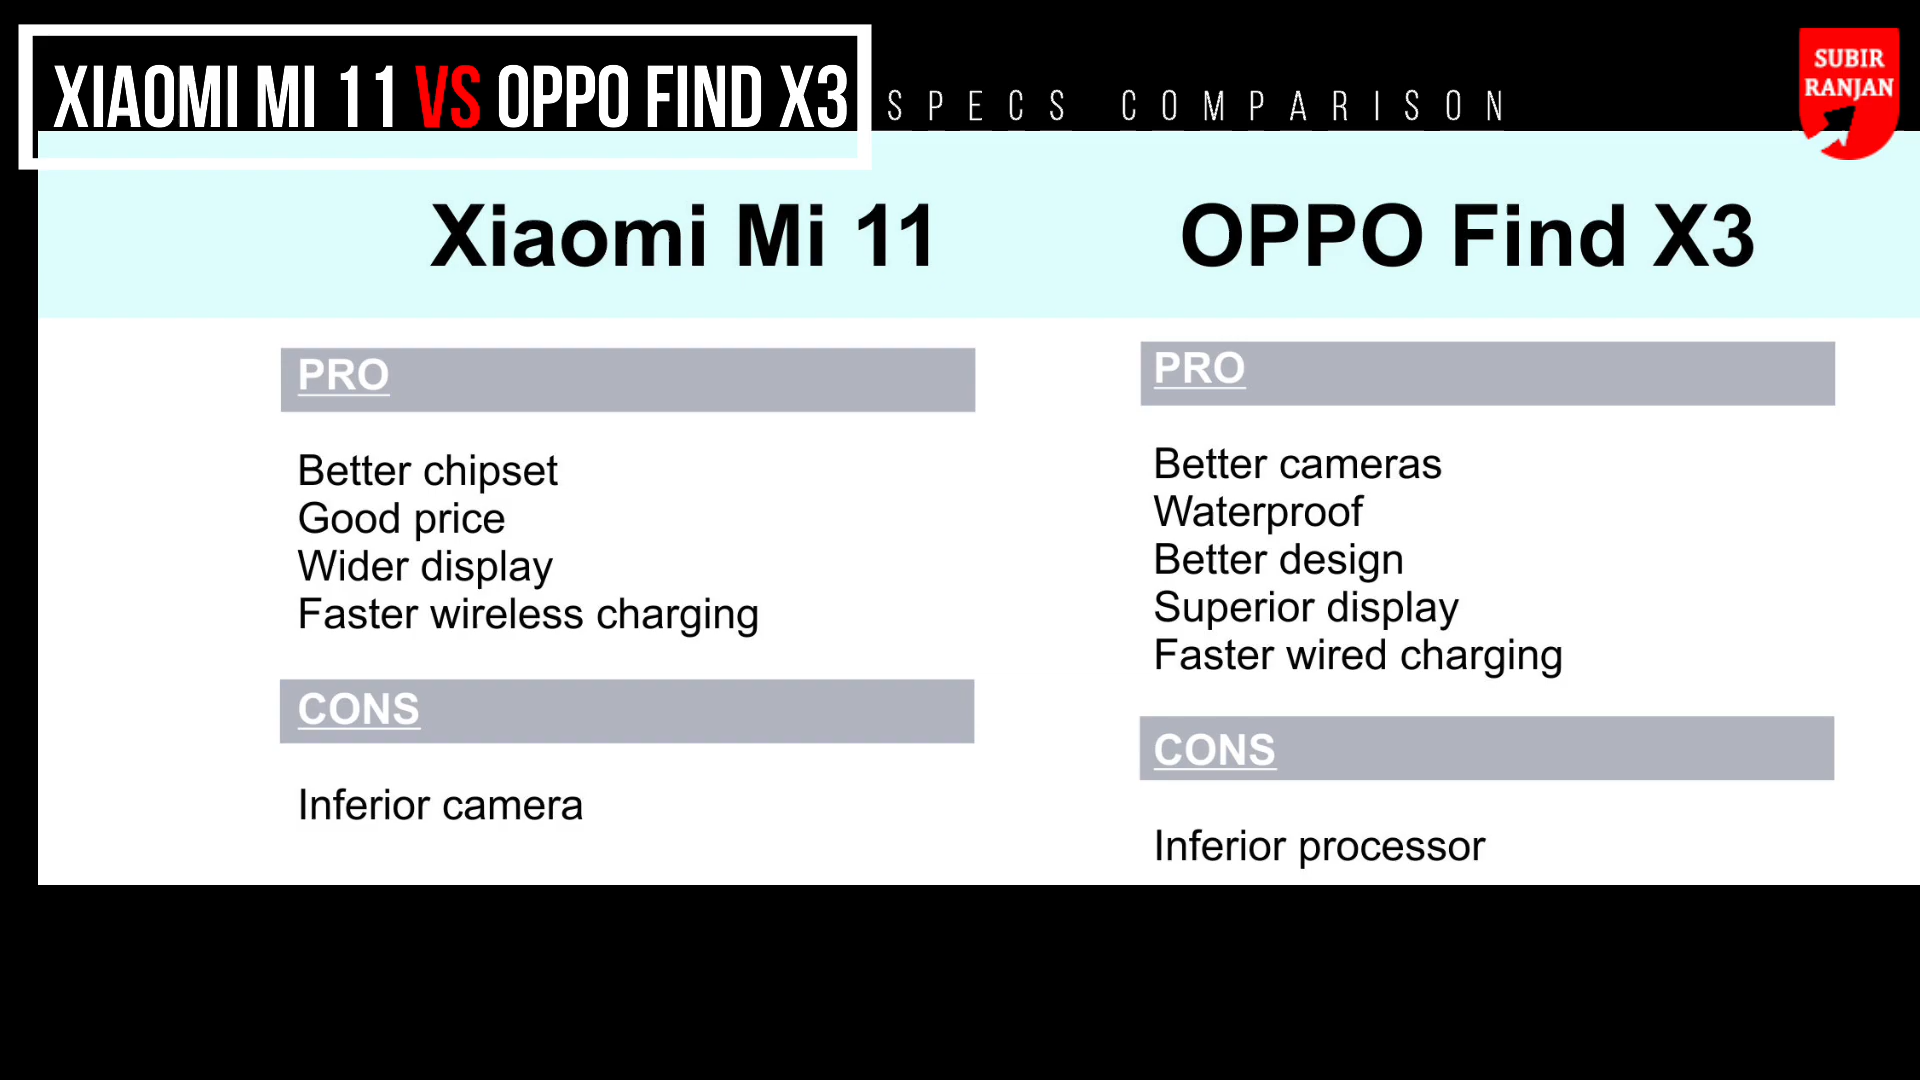 XIAOMI MI 11 VS OPPO FIND X3 SPECS COMPARISON
SUBIR
RANJAN
Xiaomi Mi 11
OPPO Find X3
PRO
Better chipset
Good price
Wider display
Faster wireless charging
CONS
Inferior camera
PRO
Better cameras
Waterproof
Better design
Superior display
Faster wired charging
CONS
Inferior processor